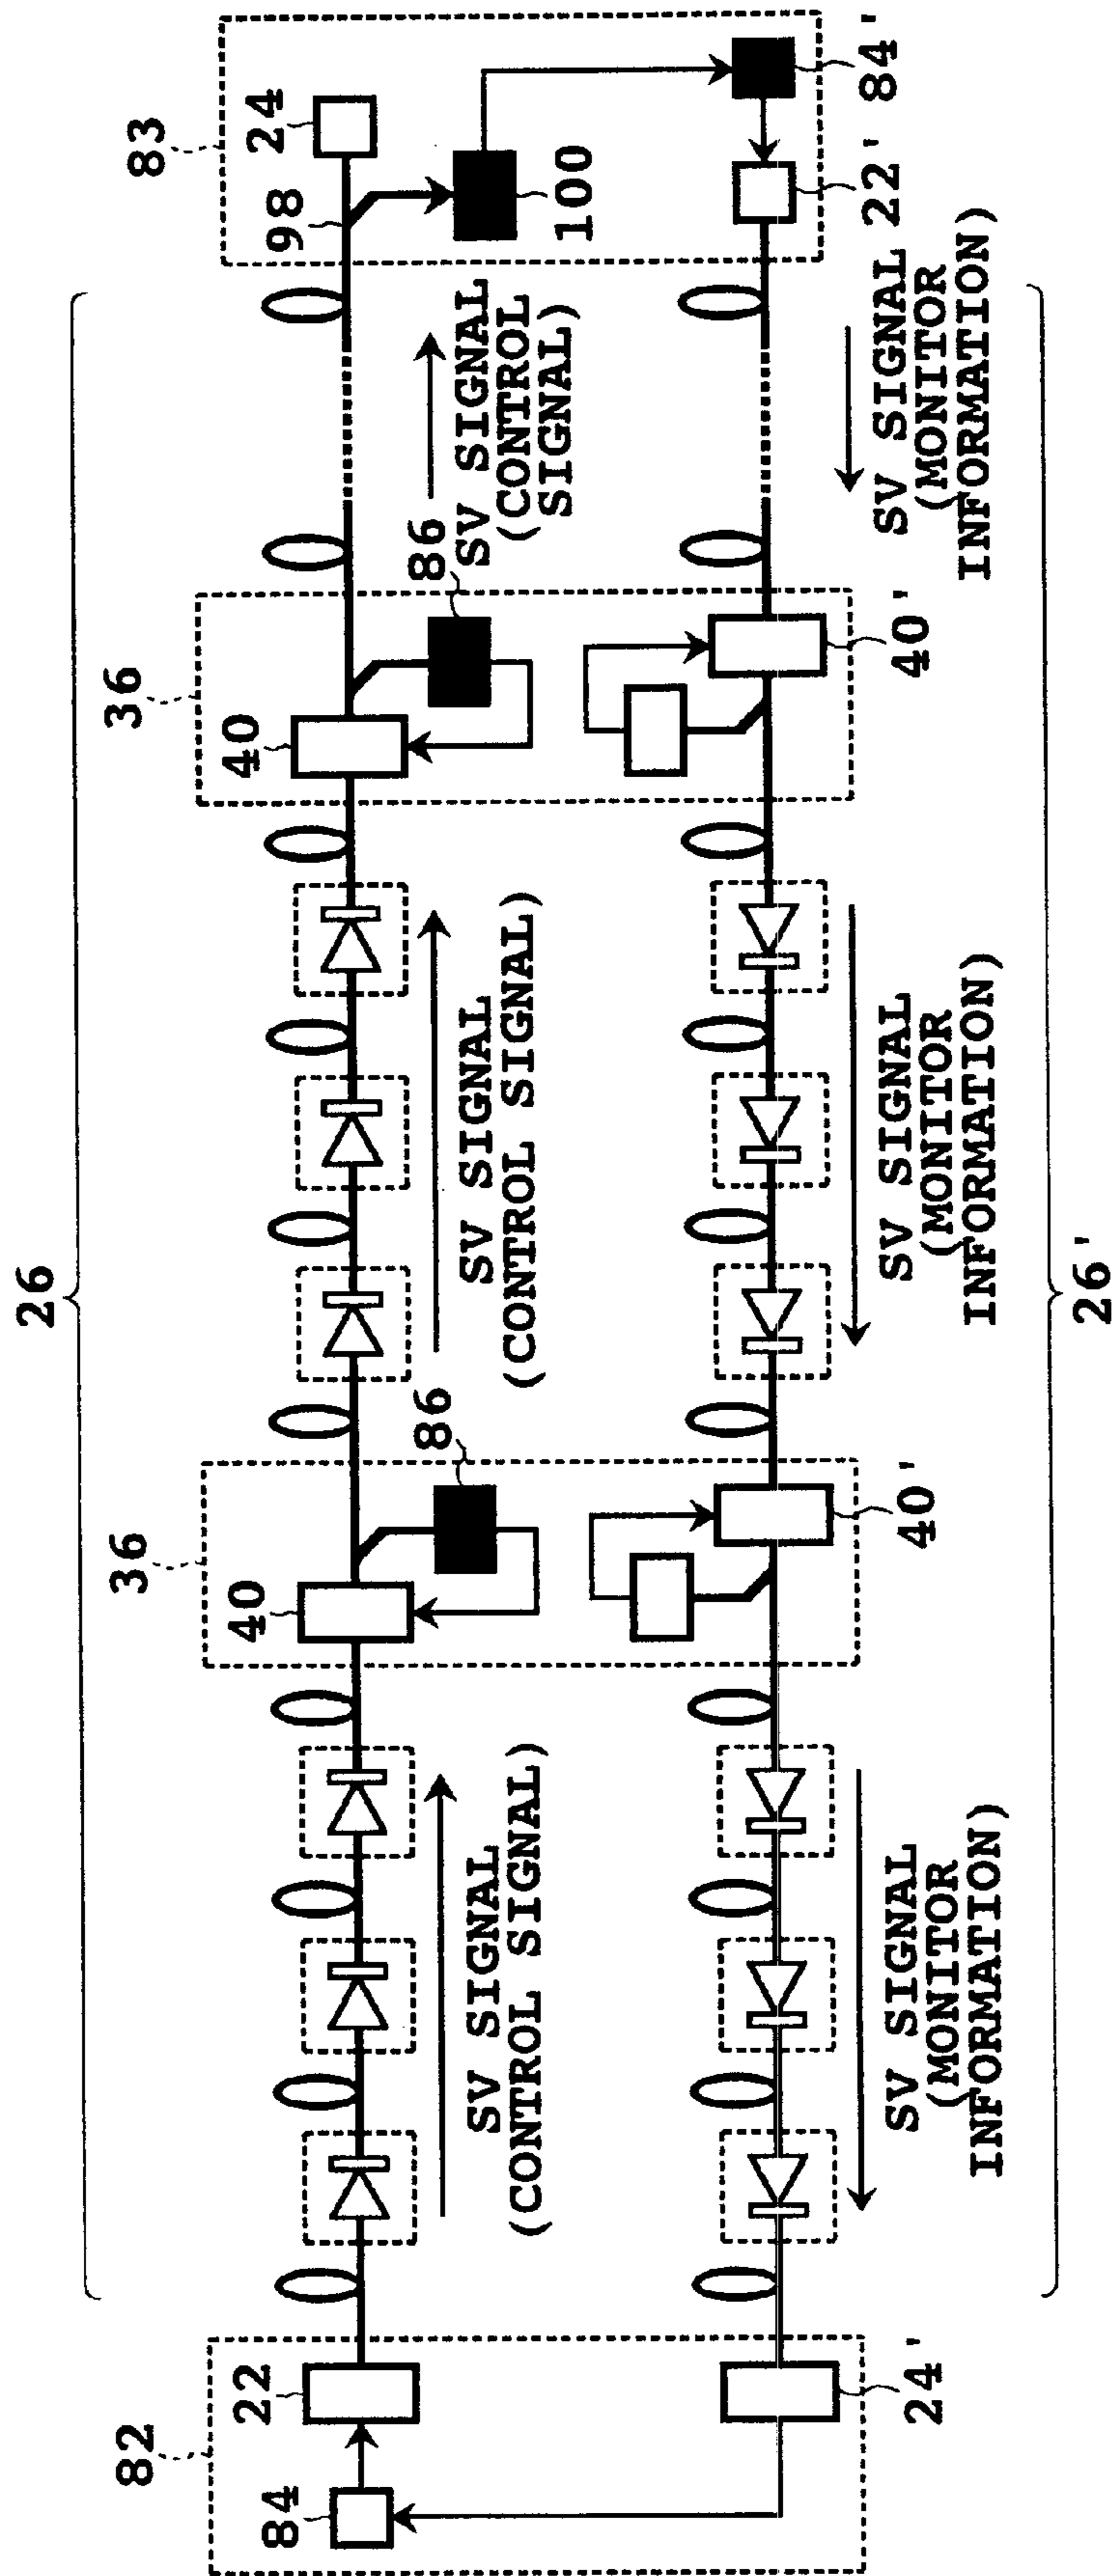 26
82
84
22
36
40
86
36
40
86
83
98
24
100
84'
22'
SV SIGNAL
(CONTROL SIGNAL)
SV SIGNAL
(CONTROL SIGNAL)
SV SIGNAL
(CONTROL
SIGNAL)
24'
40'
40'
SV SIGNAL
(MONITOR
INFORMATION)
SV SIGNAL
(MONITOR
INFORMATION)
SV SIGNAL
(MONITOR
INFORMATION)
26'